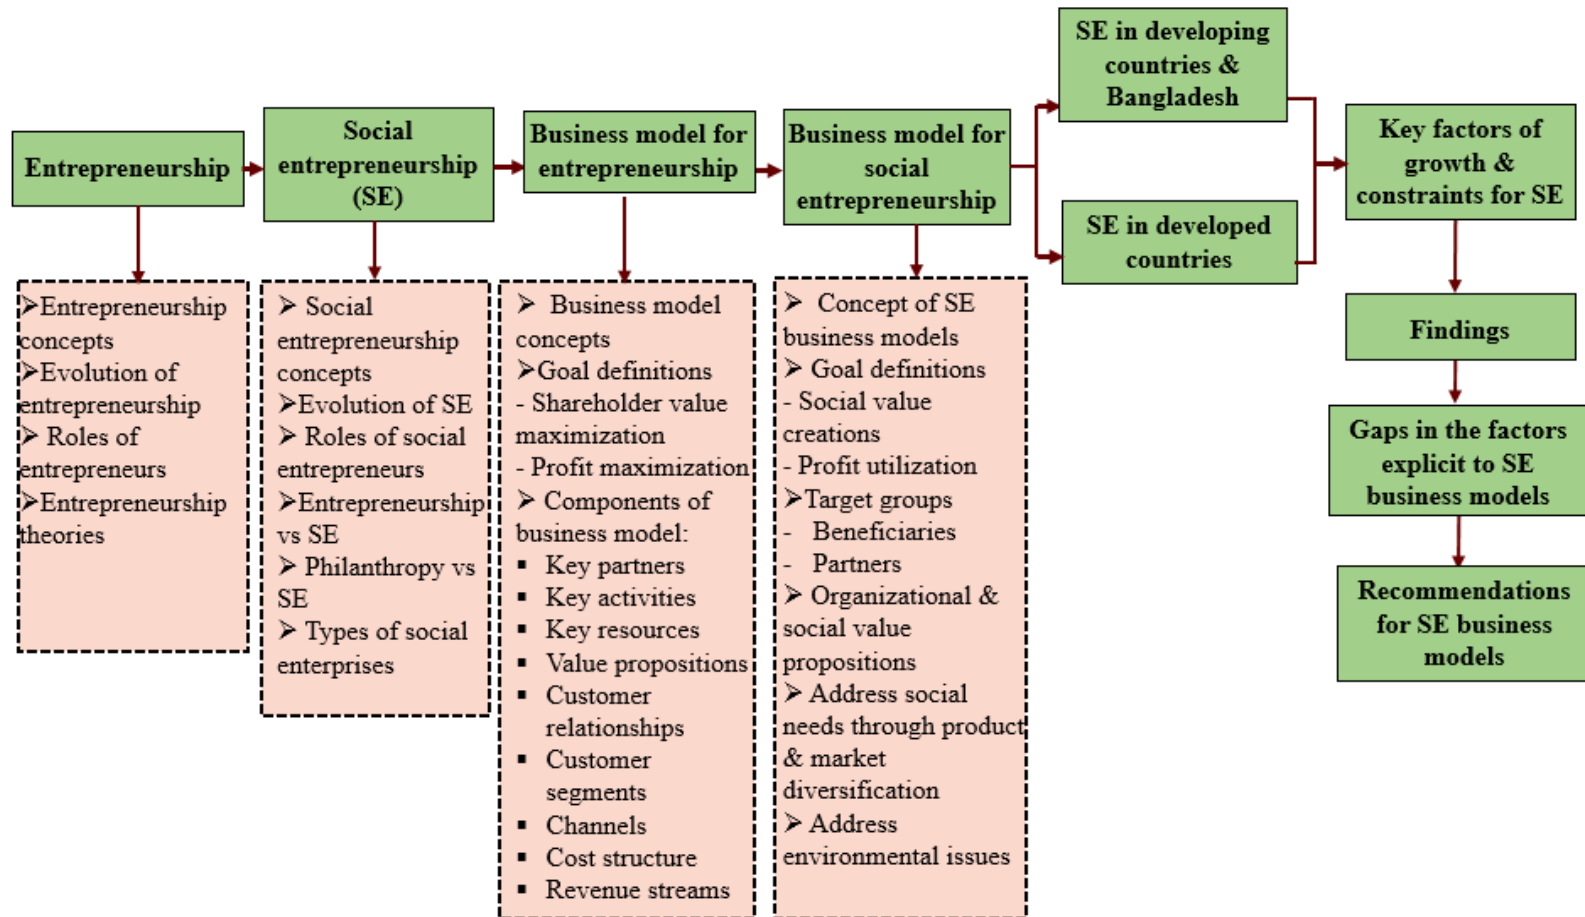 Entrepreneurship
Social
entrepreneurship
(SE)
Business model for
entrepreneurship
Business model for
social
entrepreneurship
SE in developing
countries &
Bangladesh
SE in developed
countries
Key factors of
growth &
constraints for SE
Findings
Gaps in the factors
explicit to SE
business models
Recommendations
for SE business
models
➢Entrepreneurship
concepts
➢Evolution of
entrepreneurship
➢ Roles of
entrepreneurs
➢Entrepreneurship
theories
➢ Social
entrepreneurship
concepts
➢Evolution of SE
➢ Roles of social
entrepreneurs
➢Entrepreneurship
vs SE
➢ Philanthropy vs
SE
➢ Types of social
enterprises
➢ Business model
concepts
➢Goal definitions
- Shareholder value
maximization
- Profit maximization
➢ Components of
business model:
▪ Key partners
▪ Key activities
▪ Key resources
▪ Value propositions
▪ Customer
relationships
▪ Customer
segments
▪ Channels
▪ Cost structure
▪ Revenue streams
➢ Concept of SE
business models
➢ Goal definitions
- Social value
creations
- Profit utilization
➢Target groups
- Beneficiaries
- Partners
➢ Organizational &
social value
propositions
➢ Address social
needs through product
& market
diversification
➢ Address
environmental issues